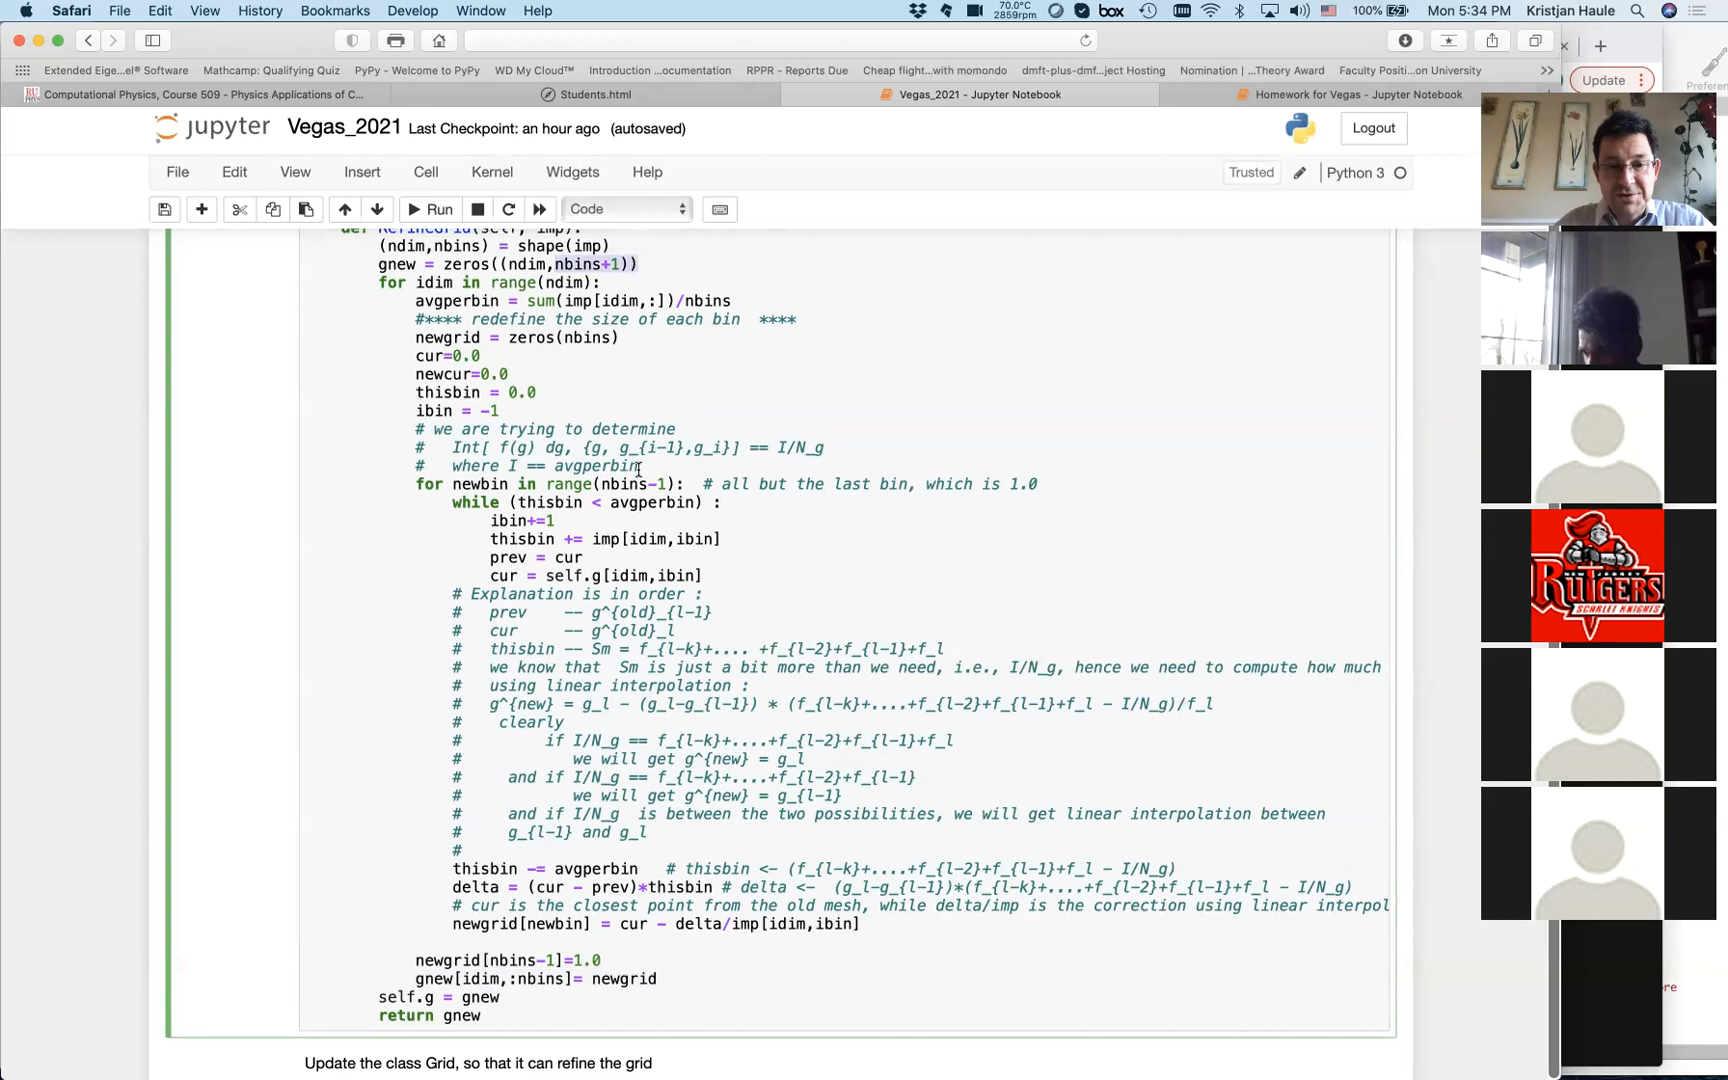 Safari File Edit View History Bookmarks Develop Window Help 70.0°C 2859rpm box 100% Mon 5:34 PM Kristjan Haule
Extended Eige...el® Software Mathcamp: Qualifying Quiz PyPy - Welcome to PyPy WD My Cloud™ Introduction ...ocumentation RPPR - Reports Due Cheap flight...with momondo dmft-plus-dmf...ject Hosting Nomination |...Theory Award Faculty Positi...on University Update
Computational Physics, Course 509 - Physics Applications of C... Students.html Vegas_2021 - Jupyter Notebook Homework for Vegas - Jupyter Notebook
jupyter Vegas_2021 Last Checkpoint: an hour ago (autosaved) Logout
File Edit View Insert Cell Kernel Widgets Help Trusted Python 3
Run Code
def RefineGrid(self, imp):
(ndim,nbins) = shape(imp)
gnew = zeros((ndim,nbins+1))
for idim in range(ndim):
avgperbin = sum(imp[idim,:])/nbins
#**** redefine the size of each bin ****
newgrid = zeros(nbins)
cur=0.0
newcur=0.0
thisbin = 0.0
ibin = -1
# we are trying to determine
# Int[ f(g) dg, {g, g_{i-1},g_i}] == I/N_g
# where I == avgperbin
for newbin in range(nbins-1): # all but the last bin, which is 1.0
while (thisbin < avgperbin) :
ibin+=1
thisbin += imp[idim,ibin]
prev = cur
cur = self.g[idim,ibin]
# Explanation is in order :
# prev -- g^{old}_{l-1}
# cur -- g^{old}_l
# thisbin -- Sm = f_{l-k}+.... +f_{l-2}+f_{l-1}+f_l
# we know that Sm is just a bit more than we need, i.e., I/N_g, hence we need to compute how much
# using linear interpolation :
# g^{new} = g_l - (g_l-g_{l-1}) * (f_{l-k}+....+f_{l-2}+f_{l-1}+f_l - I/N_g)/f_l
# clearly
# if I/N_g == f_{l-k}+....+f_{l-2}+f_{l-1}+f_l
# we will get g^{new} = g_l
# and if I/N_g == f_{l-k}+....+f_{l-2}+f_{l-1}
# we will get g^{new} = g_{l-1}
# and if I/N_g is between the two possibilities, we will get linear interpolation between
# g_{l-1} and g_l
#
thisbin -= avgperbin # thisbin <- (f_{l-k}+....+f_{l-2}+f_{l-1}+f_l - I/N_g)
delta = (cur - prev)*thisbin # delta <- (g_l-g_{l-1})*(f_{l-k}+....+f_{l-2}+f_{l-1}+f_l - I/N_g)
# cur is the closest point from the old mesh, while delta/imp is the correction using linear interpol
newgrid[newbin] = cur - delta/imp[idim,ibin]
newgrid[nbins-1]=1.0
gnew[idim,:nbins]= newgrid
self.g = gnew
return gnew
Update the class Grid, so that it can refine the grid
Preferen
RUTGERS
SCARLET KNIGHTS
ore